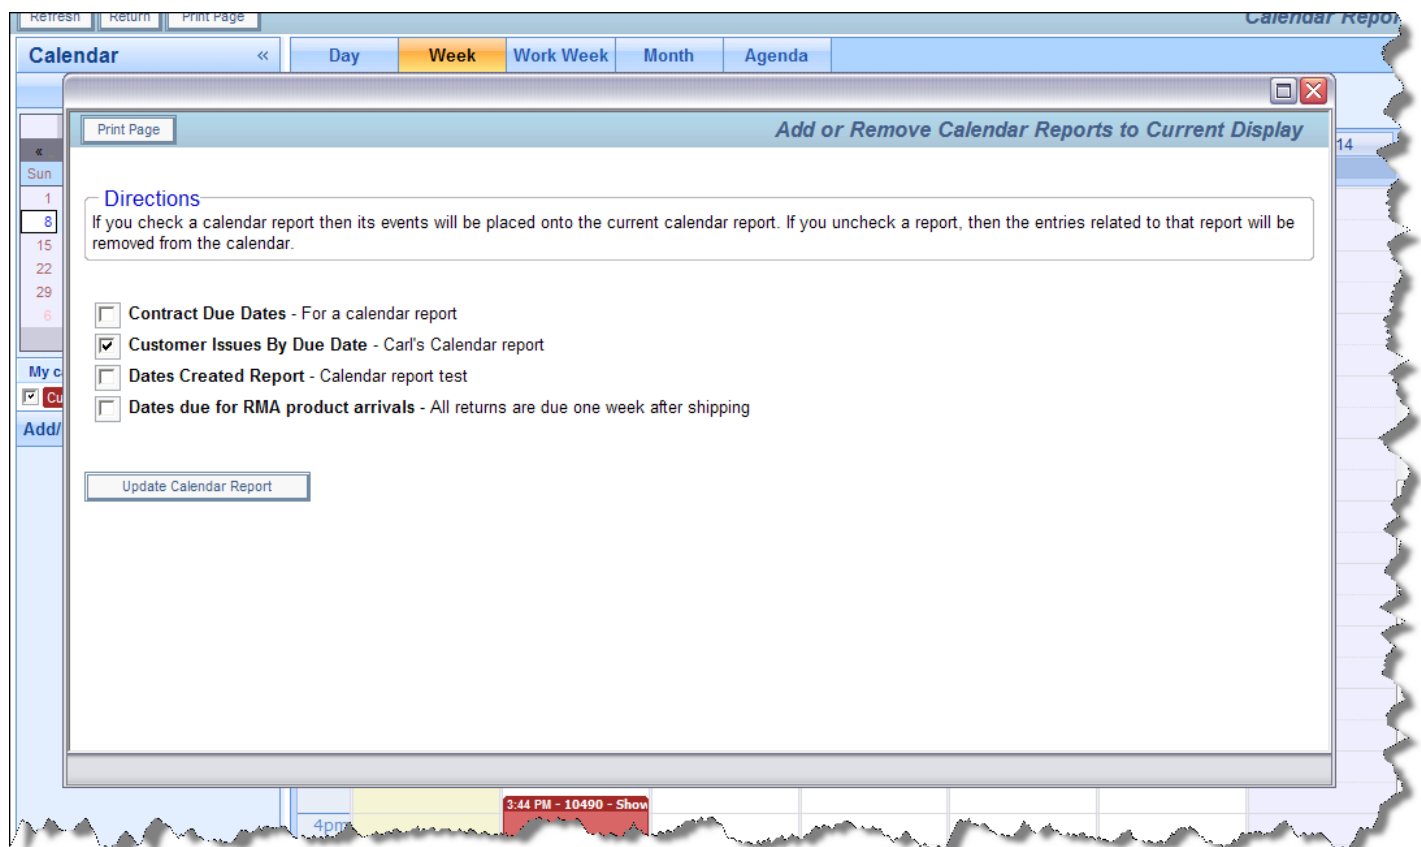 Refresh Return Print Page Calendar Repor
Calendar « Day Week Work Week Month Agenda
Print Page Add or Remove Calendar Reports to Current Display
14
«
Sun
1
8
15
22
29
6
Directions
If you check a calendar report then its events will be placed onto the current calendar report. If you uncheck a report, then the entries related to that report will be
removed from the calendar.
Contract Due Dates - For a calendar report
Customer Issues By Due Date - Carl's Calendar report
Dates Created Report - Calendar report test
Dates due for RMA product arrivals - All returns are due one week after shipping
My c
Cu
Add/
Update Calendar Report
3:44 PM - 10490 - Show
4pm